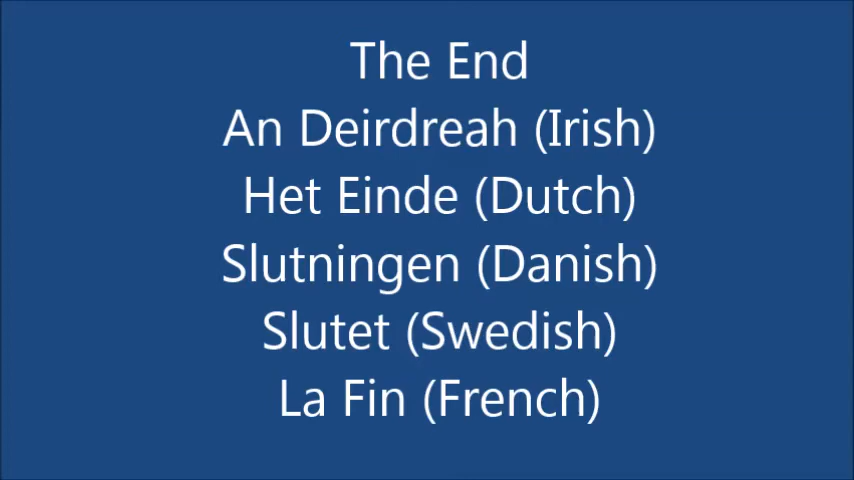 The End
An Deirdreah (Irish)
Het Einde (Dutch)
Slutningen (Danish)
Slutet (Swedish)
La Fin (French)